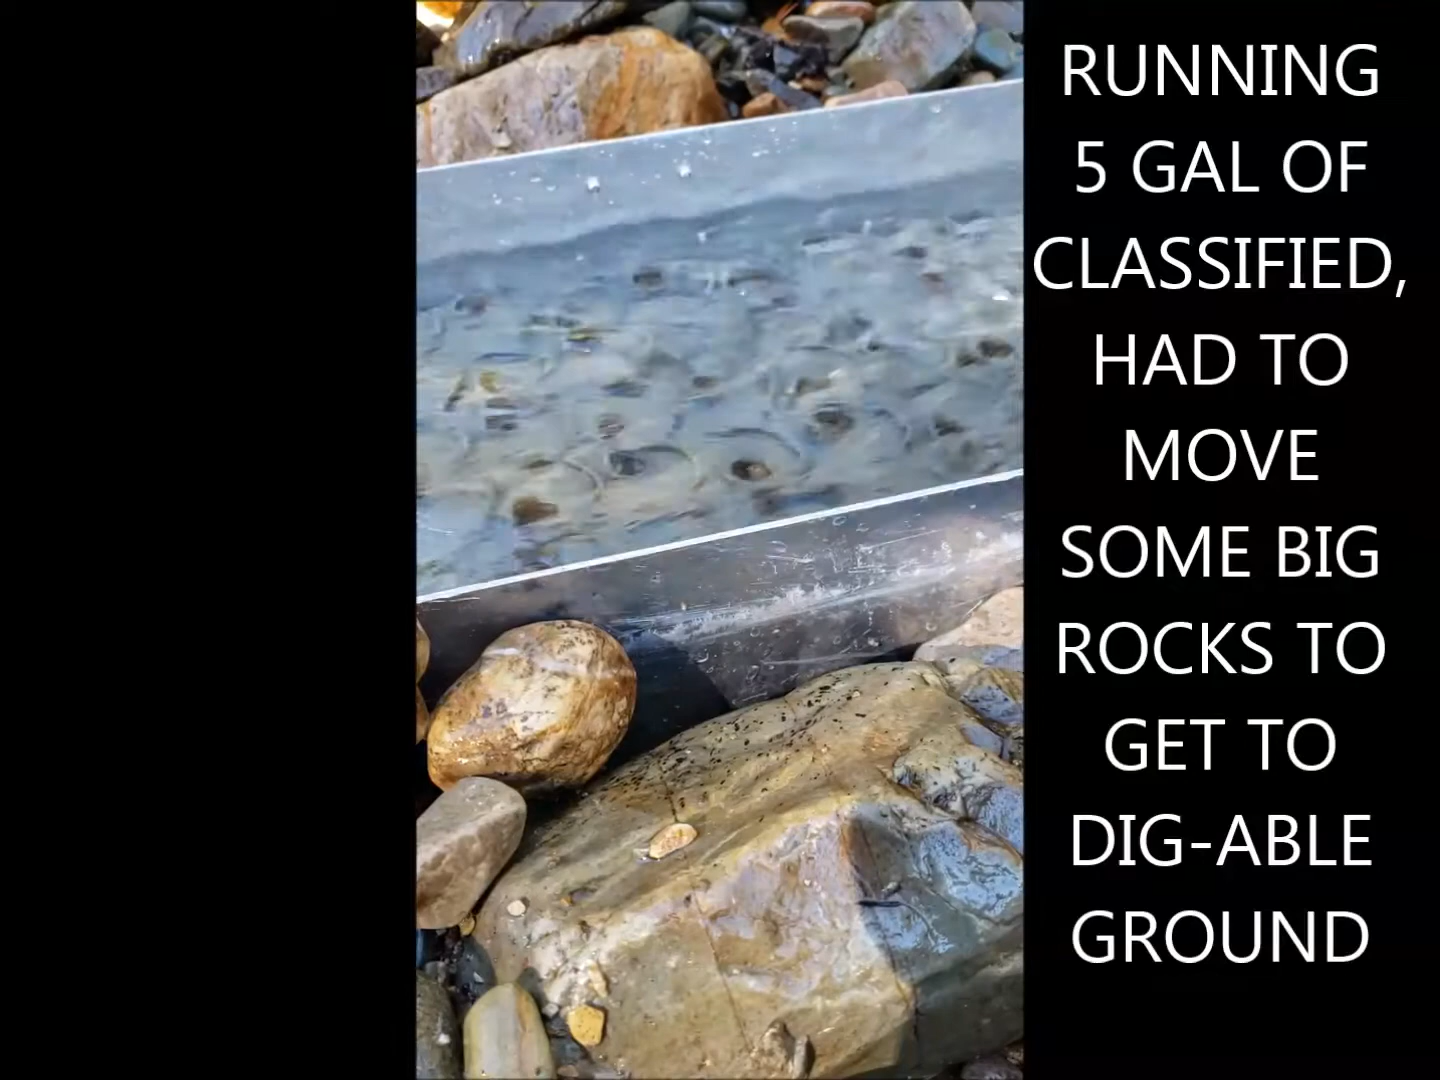 RUNNING
5 GAL OF
CLASSIFIED,
HAD TO
MOVE
SOME BIG
ROCKS TO
GET TO
DIG-ABLE
GROUND